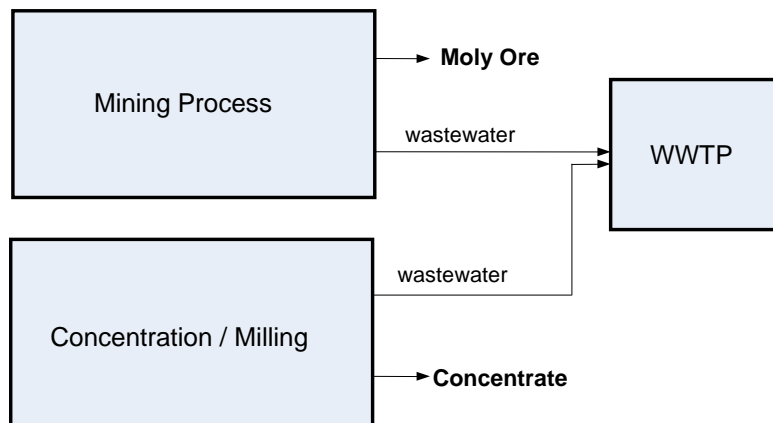 Moly Ore
Mining Process
wastewater
WWTP
wastewater
Concentration / Milling
Concentrate